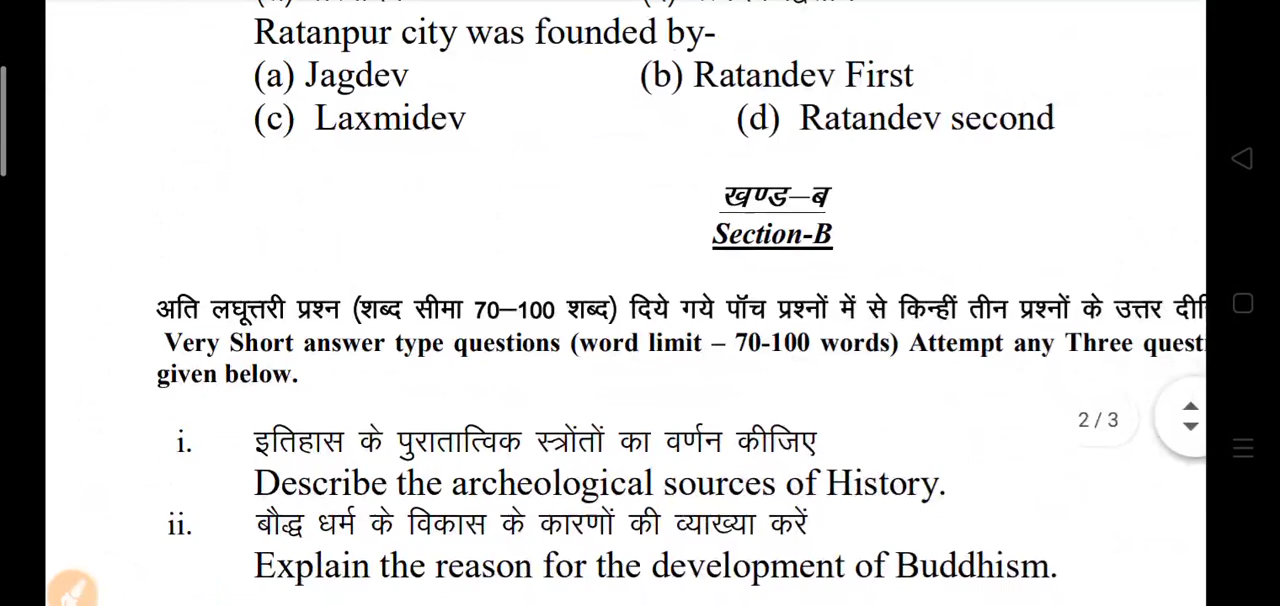 Ratanpur city was founded by-
(a) Jagdev (b) Ratandev First
(c) Laxmidev (d) Ratandev second
खण्ड–ब
Section-B
अति लघूत्तरी प्रश्न (शब्द सीमा 70–100 शब्द) दिये गये पॉच प्रश्नों में से किन्हीं तीन प्रश्नों के उत्तर
Very Short answer type questions (word limit – 70-100 words) Attempt any Three
given below.
2 / 3
i. इतिहास के पुरातात्विक स्त्रोंतों का वर्णन कीजिए
Describe the archeological sources of History.
ii. बौद्ध धर्म के विकास के कारणों की व्याख्या करें
Explain the reason for the development of Buddhism.